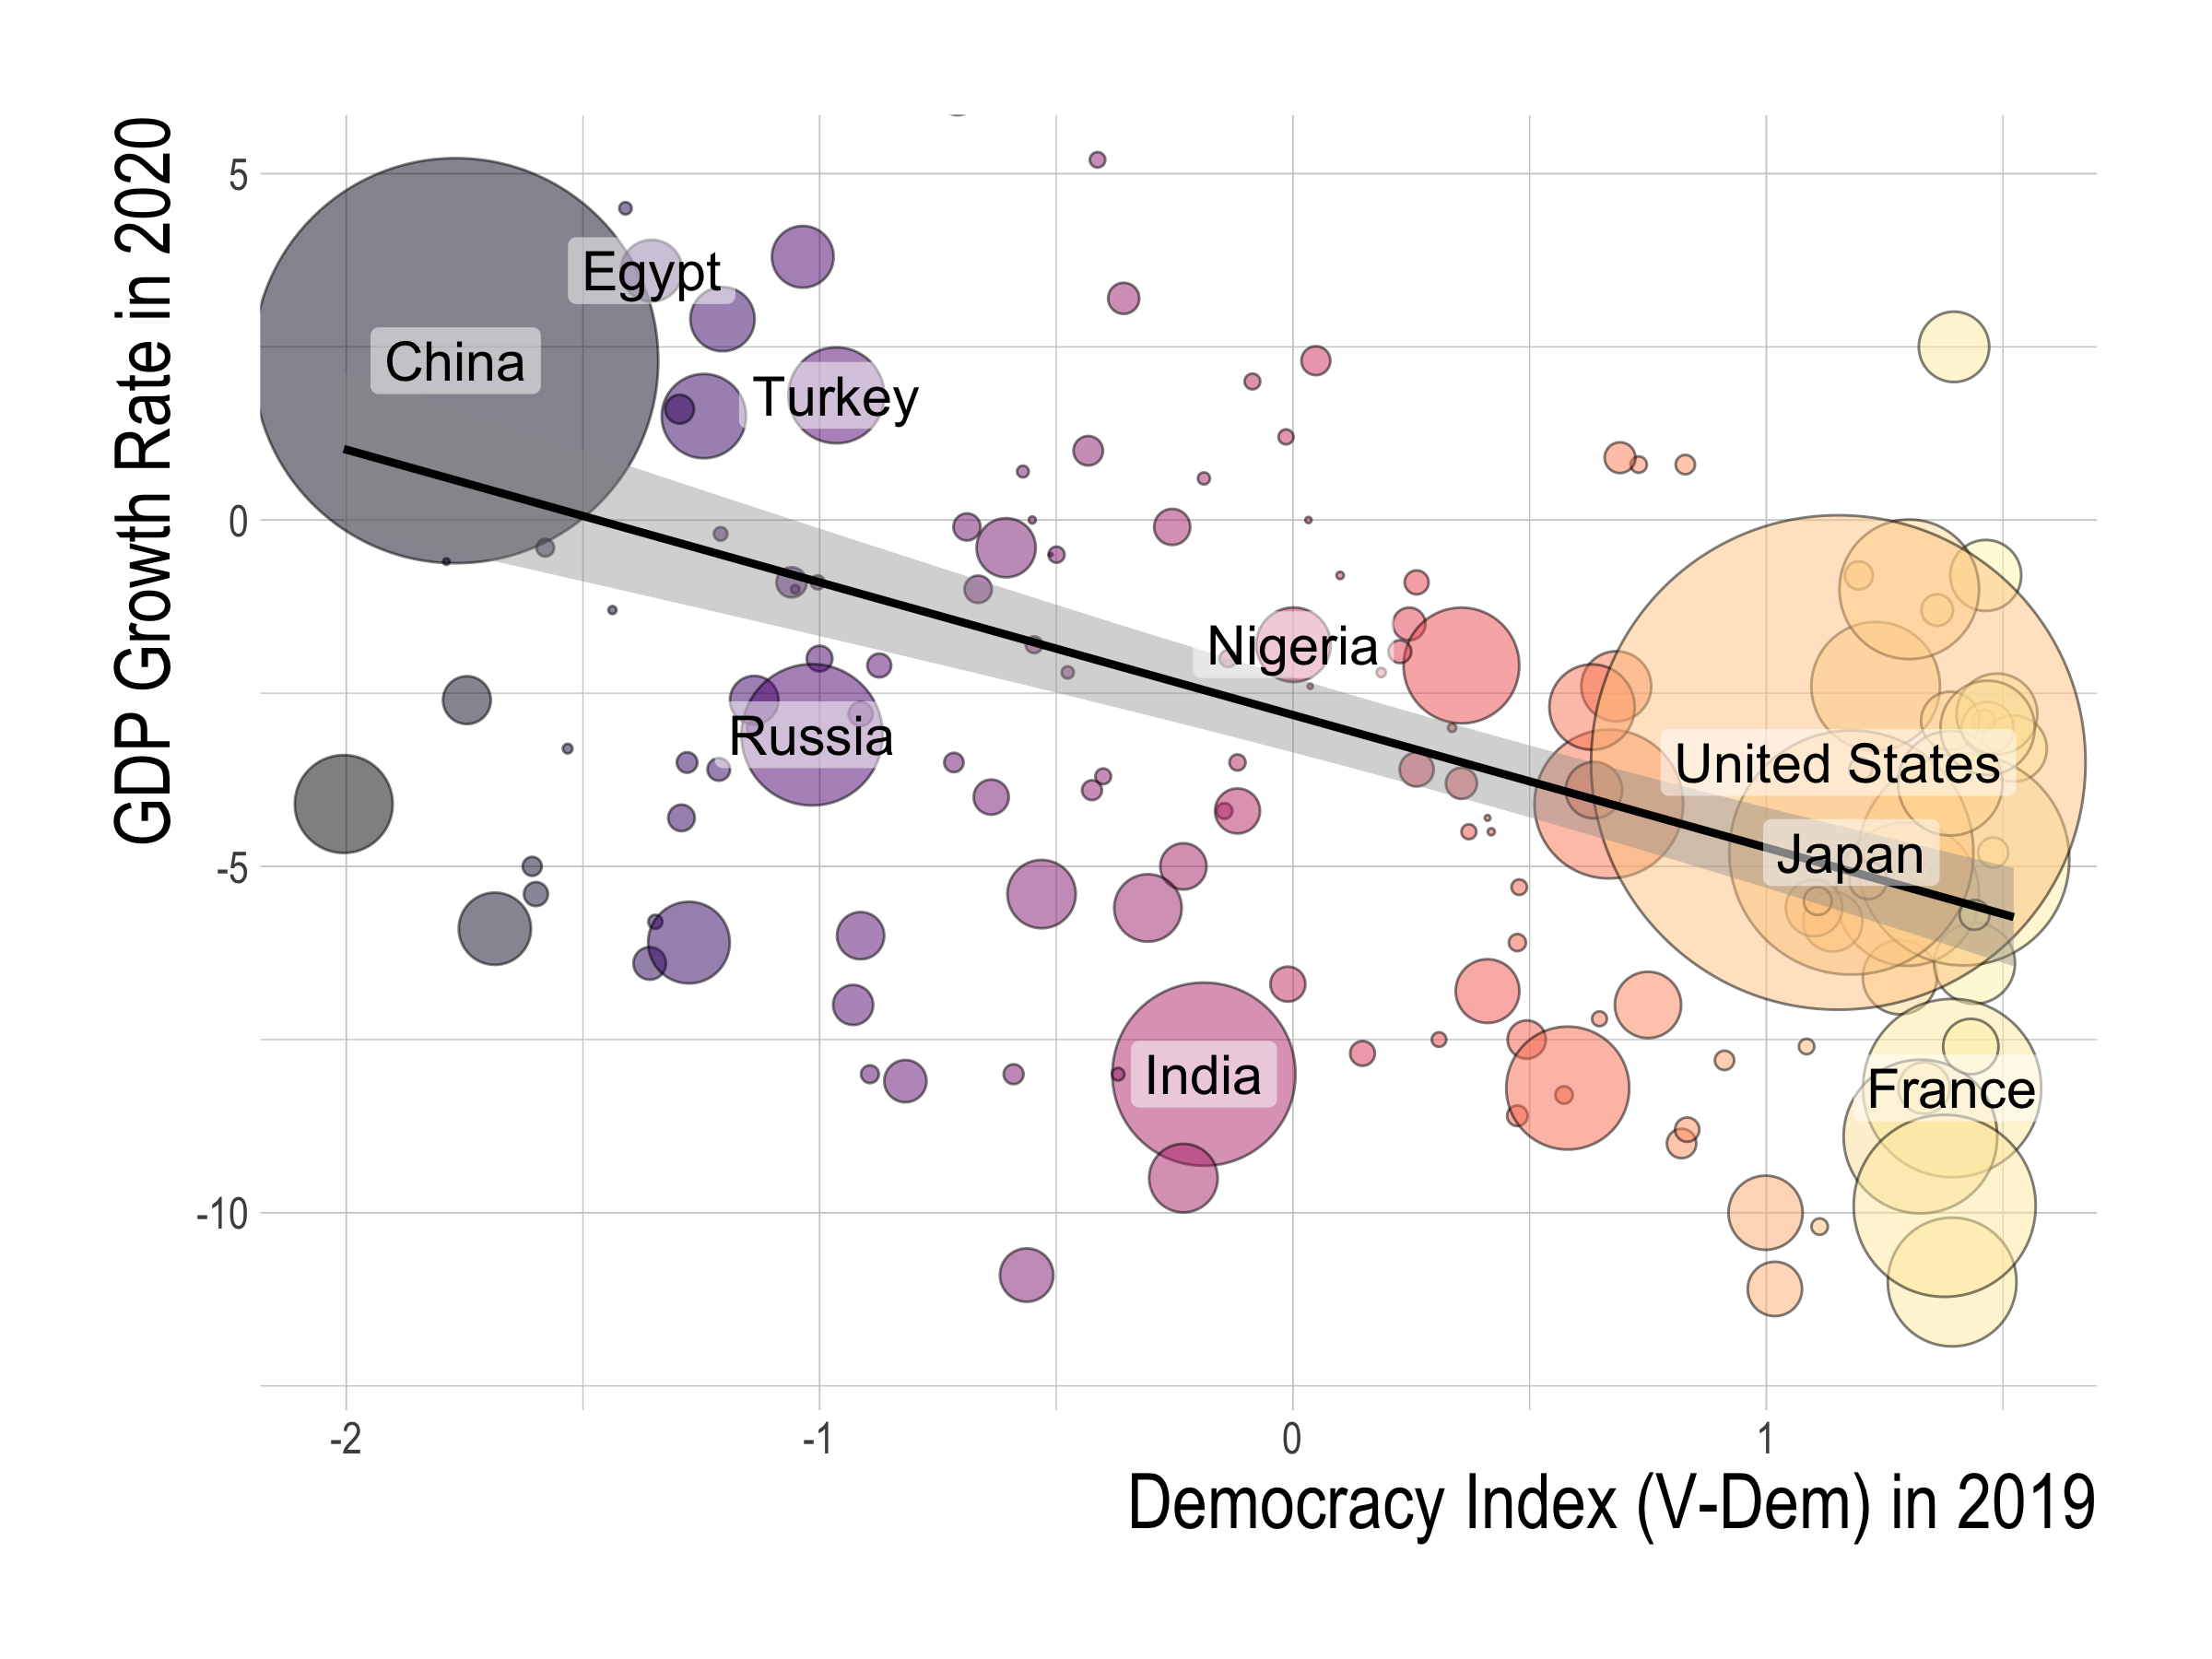 GDP Growth Rate in 2020
5
0
-5
-10
Egypt
China
Turkey
Nigeria
Russia
United States
Japan
India
France
-2
-1
0
1
Democracy Index (V-Dem) in 2019